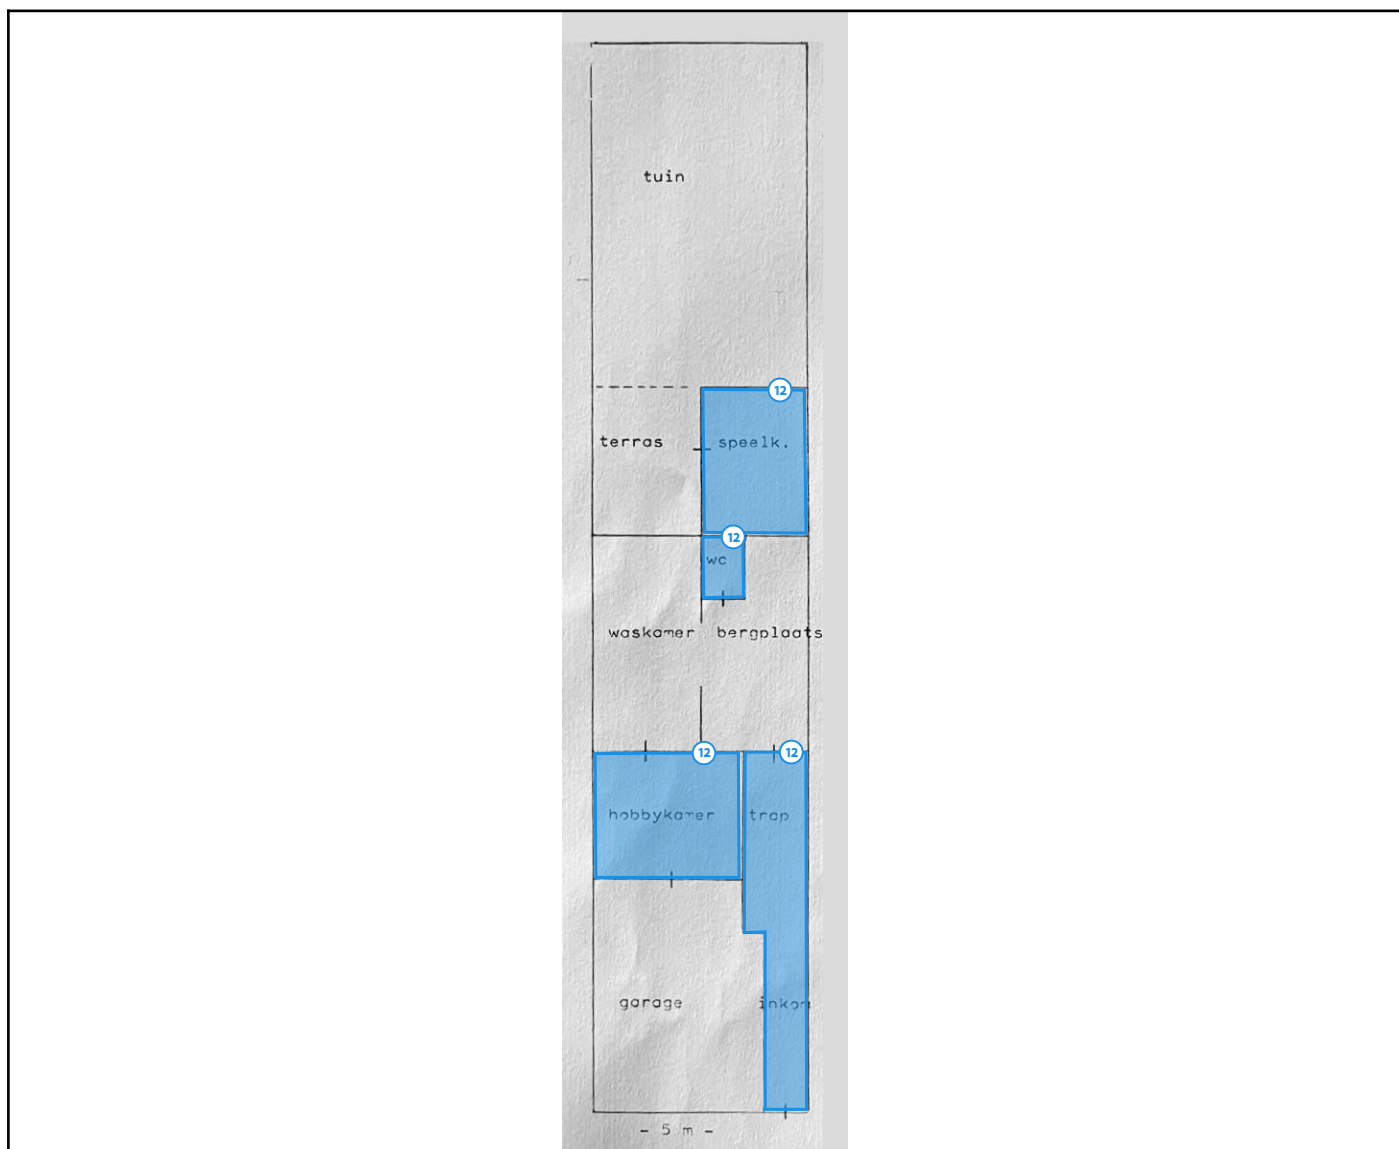 tuin
12
terras speelk.
12
wc
waskamer bergplaats
12 12
hobbykamer trap
garage inkom
- 5 m -